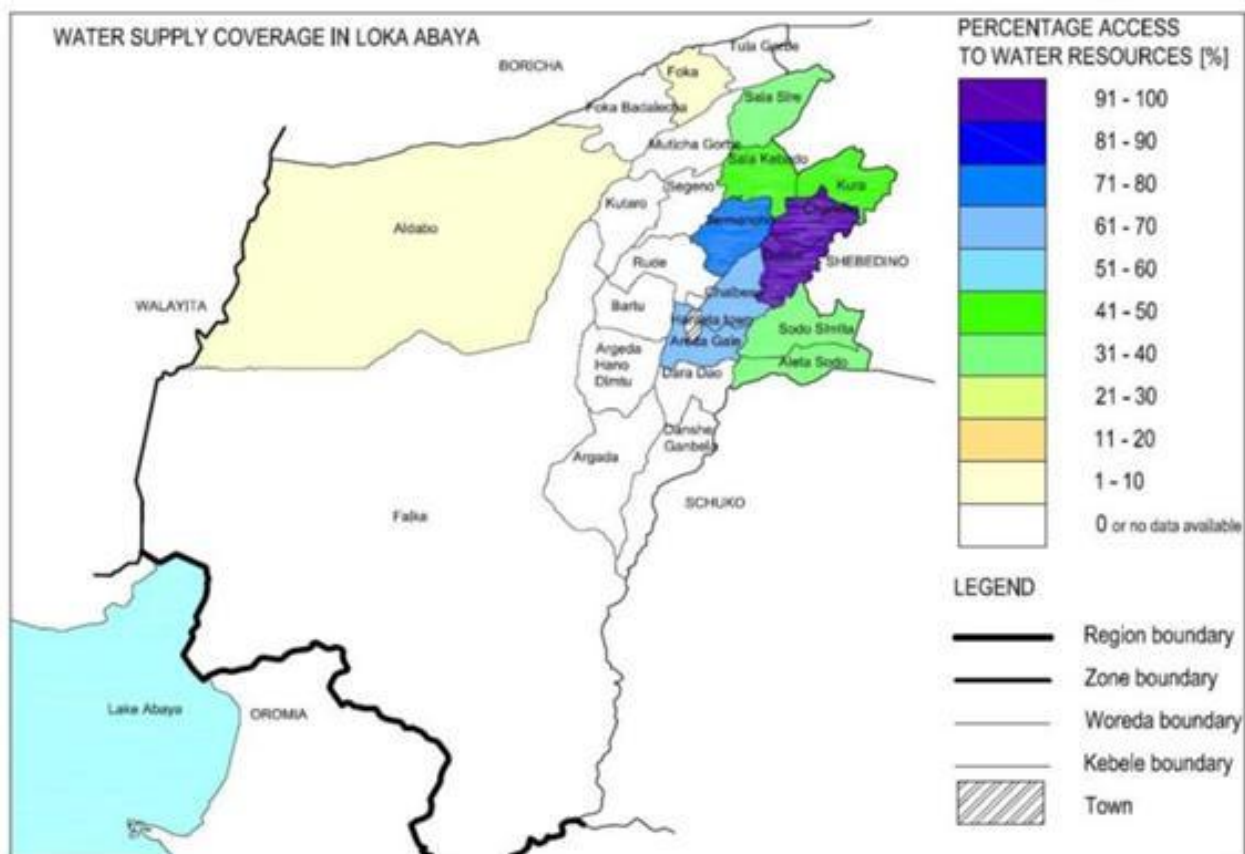 WATER SUPPLY COVERAGE IN LOKA ABAYA
BORICHA
Tula Gorbe
Foka
Foka Badalecha
Sala Sire
Muticha Gorbe
Sala Kebado
Segeno
Kura
Kutaro
Aldabo
Rude
SHEBEDINO
WALAYITA
Bartu
Sodo Simita
Argeda
Hano
Dimtu
Aleta Sodo
Dara Dao
Danshe
Ganbela
Argada
SCHUKO
Falka
Lake Abaya
OROMIA
PERCENTAGE ACCESS
TO WATER RESOURCES [%]
91 - 100
81 - 90
71 - 80
61 - 70
51 - 60
41 - 50
31 - 40
21 - 30
11 - 20
1 - 10
0 or no data available
LEGEND
Region boundary
Zone boundary
Woreda boundary
Kebele boundary
Town